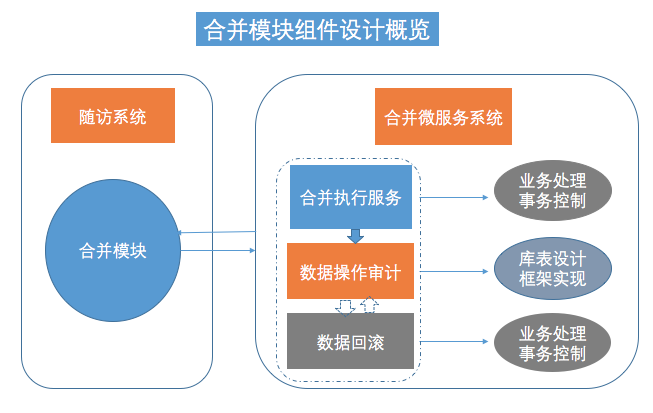 合并模块组件设计概览
随访系统
合并微服务系统
合并模块
合并执行服务
业务处理
事务控制
数据操作审计
库表设计
框架实现
数据回滚
业务处理
事务控制